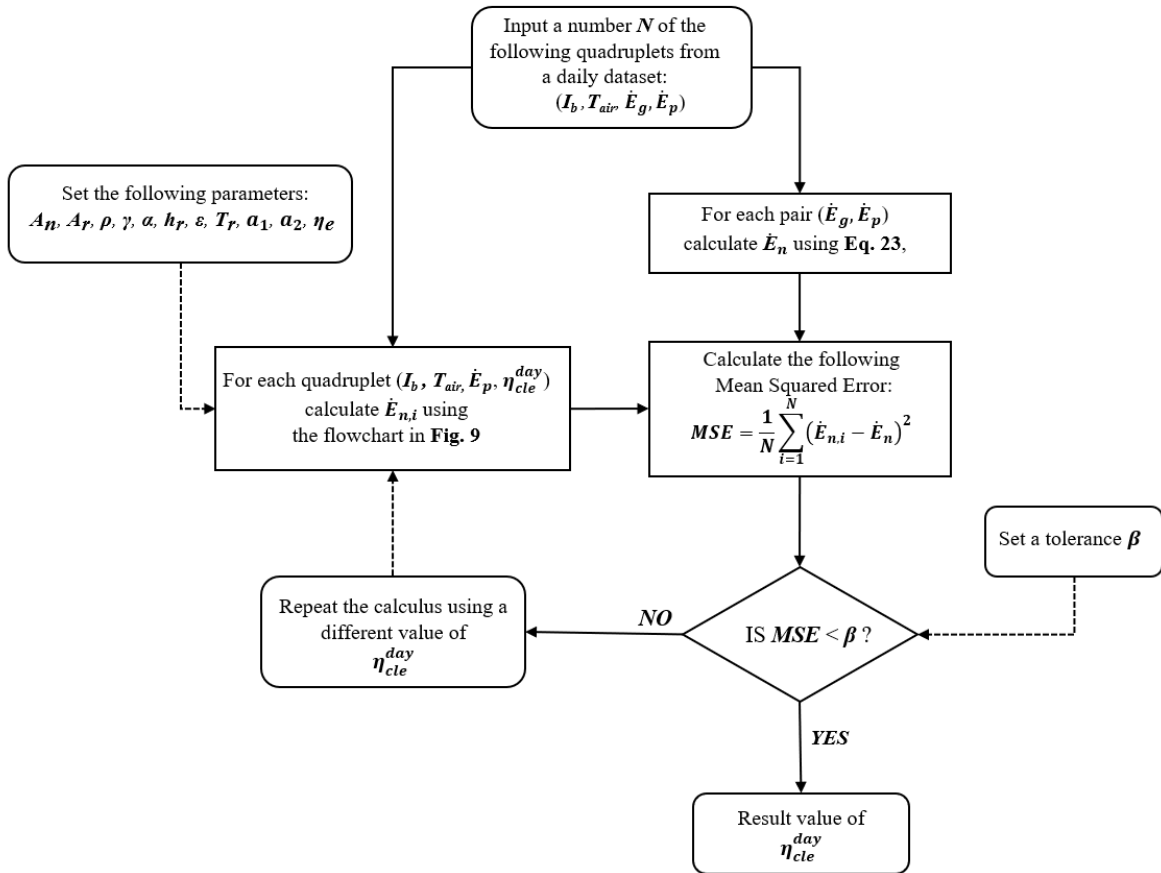 Input a number N of the
following quadruplets from
a daily dataset:
(I_b, T_air, Ė_g, Ė_p)
Set the following parameters:
A_n, A_r, ρ, γ, α, h_r, ε, T_r, a_1, a_2, η_e
For each pair (Ė_g, Ė_p)
calculate Ė_n using Eq. 23,
For each quadruplet (I_b, T_air, Ė_p, η_cle^day)
calculate Ė_n,i using
the flowchart in Fig. 9
Calculate the following
Mean Squared Error:
MSE = 1/N ∑_{i=1}^{N} (Ė_n,i − Ė_n)^2
Set a tolerance β
Repeat the calculus using a
different value of
η_cle^day
NO
IS MSE < β ?
YES
Result value of
η_cle^day